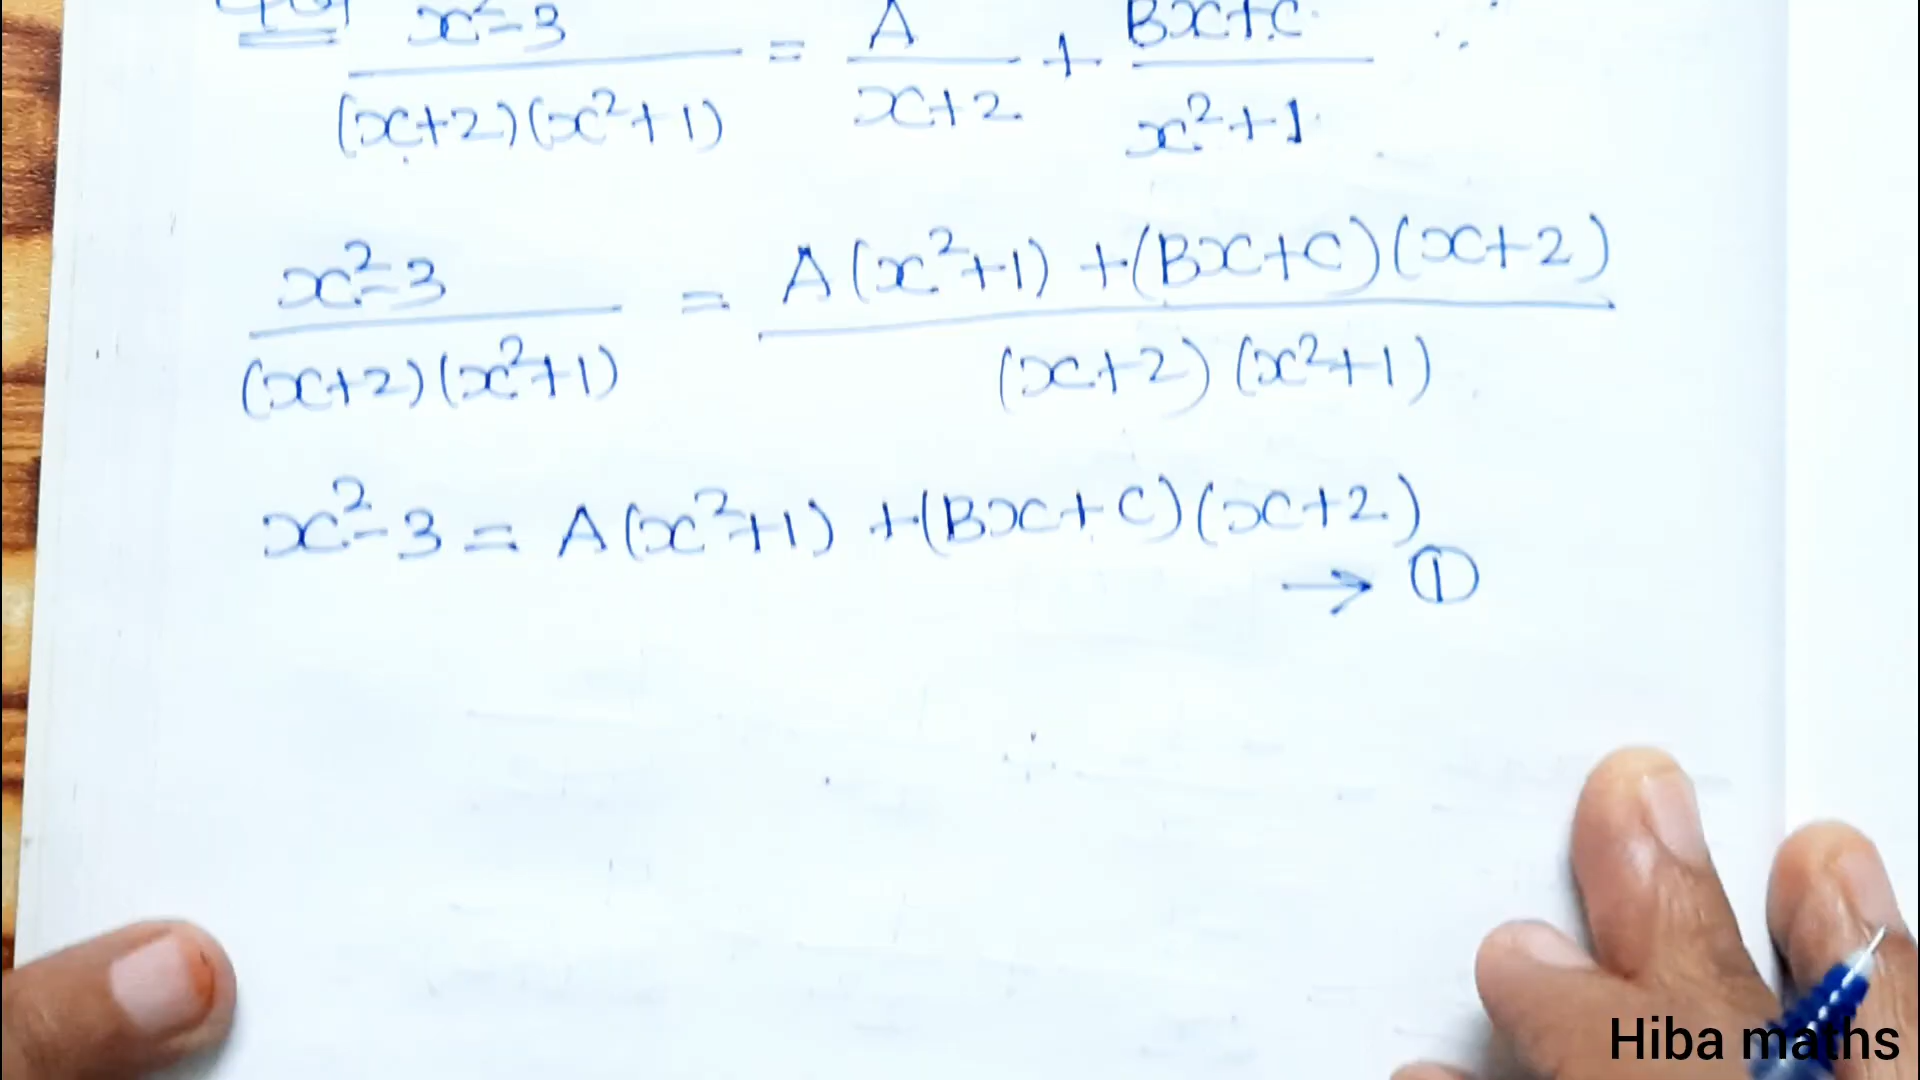 x²-3 / (x+2)(x²+1) = A / x+2 + Bx+C / x²+1
x²-3 / (x+2)(x²+1) = A(x²+1) + (Bx+C)(x+2) / (x+2)(x²+1)
x²-3 = A(x²+1) + (Bx+C)(x+2)
→ ①
Hiba maths